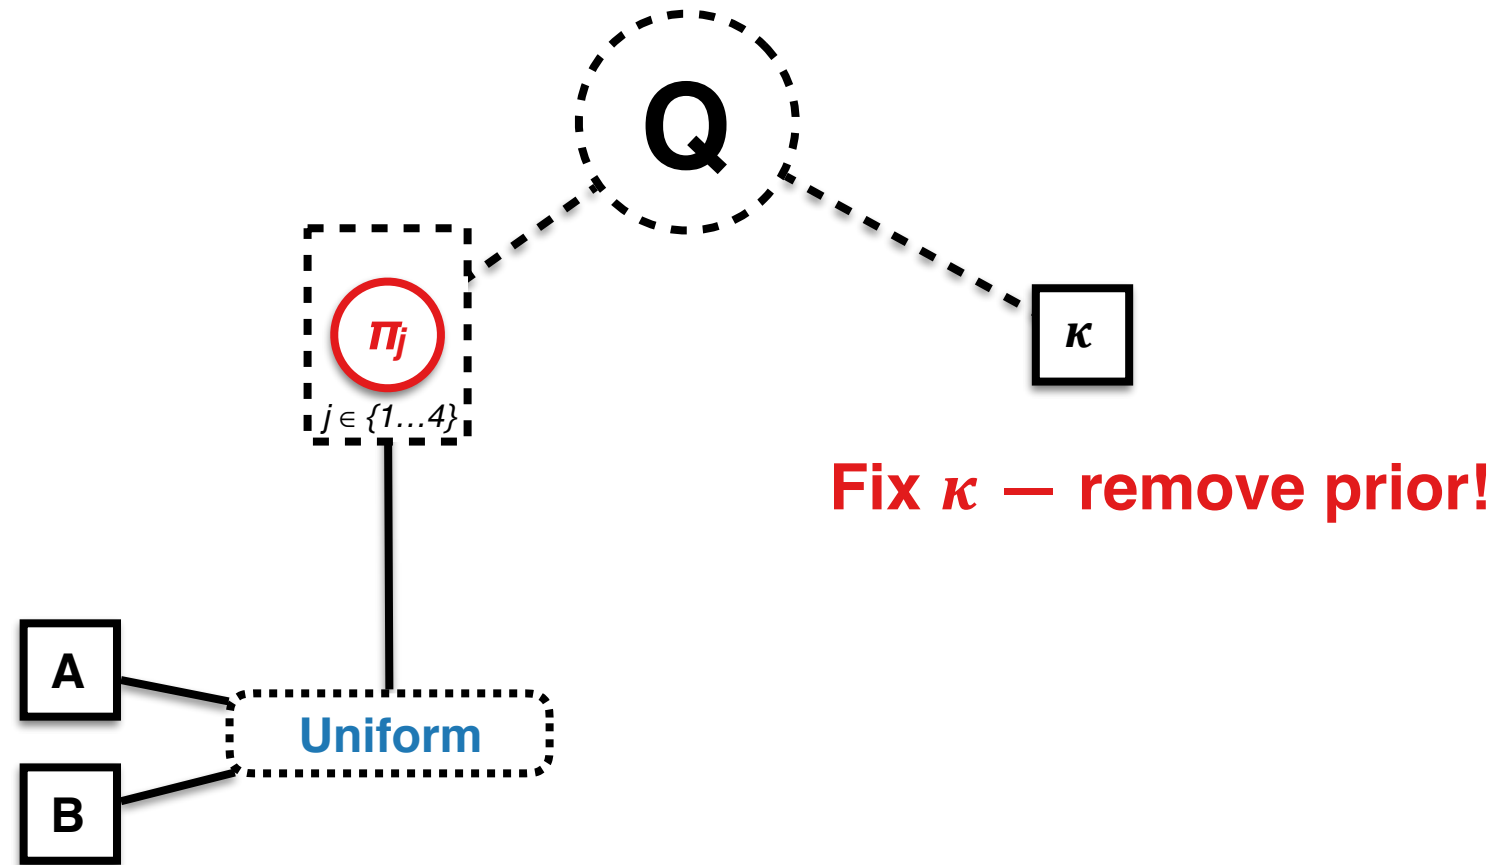 Q
πj
j ∈ {1…4}
κ
Fix κ — remove prior!
A
Uniform
B